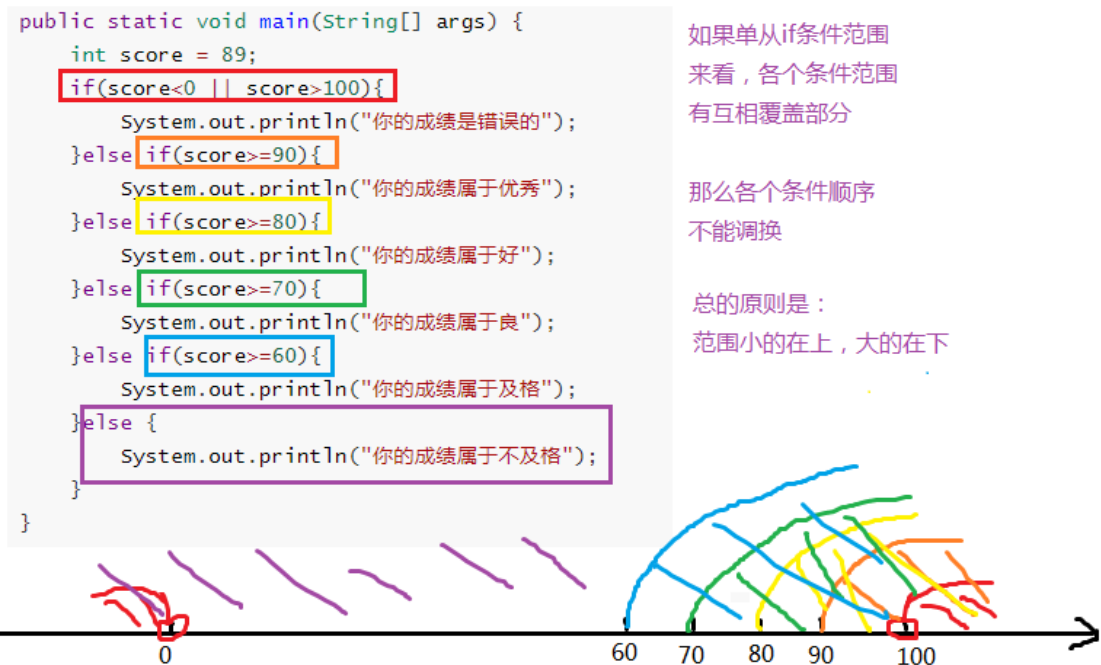 public static void main(String[] args) {
int score = 89;
if(score<0 || score>100){
System.out.println("你的成绩是错误的");
}else if(score>=90){
System.out.println("你的成绩属于优秀");
}else if(score>=80){
System.out.println("你的成绩属于好");
}else if(score>=70){
System.out.println("你的成绩属于良");
}else if(score>=60){
System.out.println("你的成绩属于及格");
}else {
System.out.println("你的成绩属于不及格");
}
}
如果单从if条件范围
来看，各个条件范围
有互相覆盖部分
那么各个条件顺序
不能调换
总的原则是：
范围小的在上，大的在下
0 60 70 80 90 100